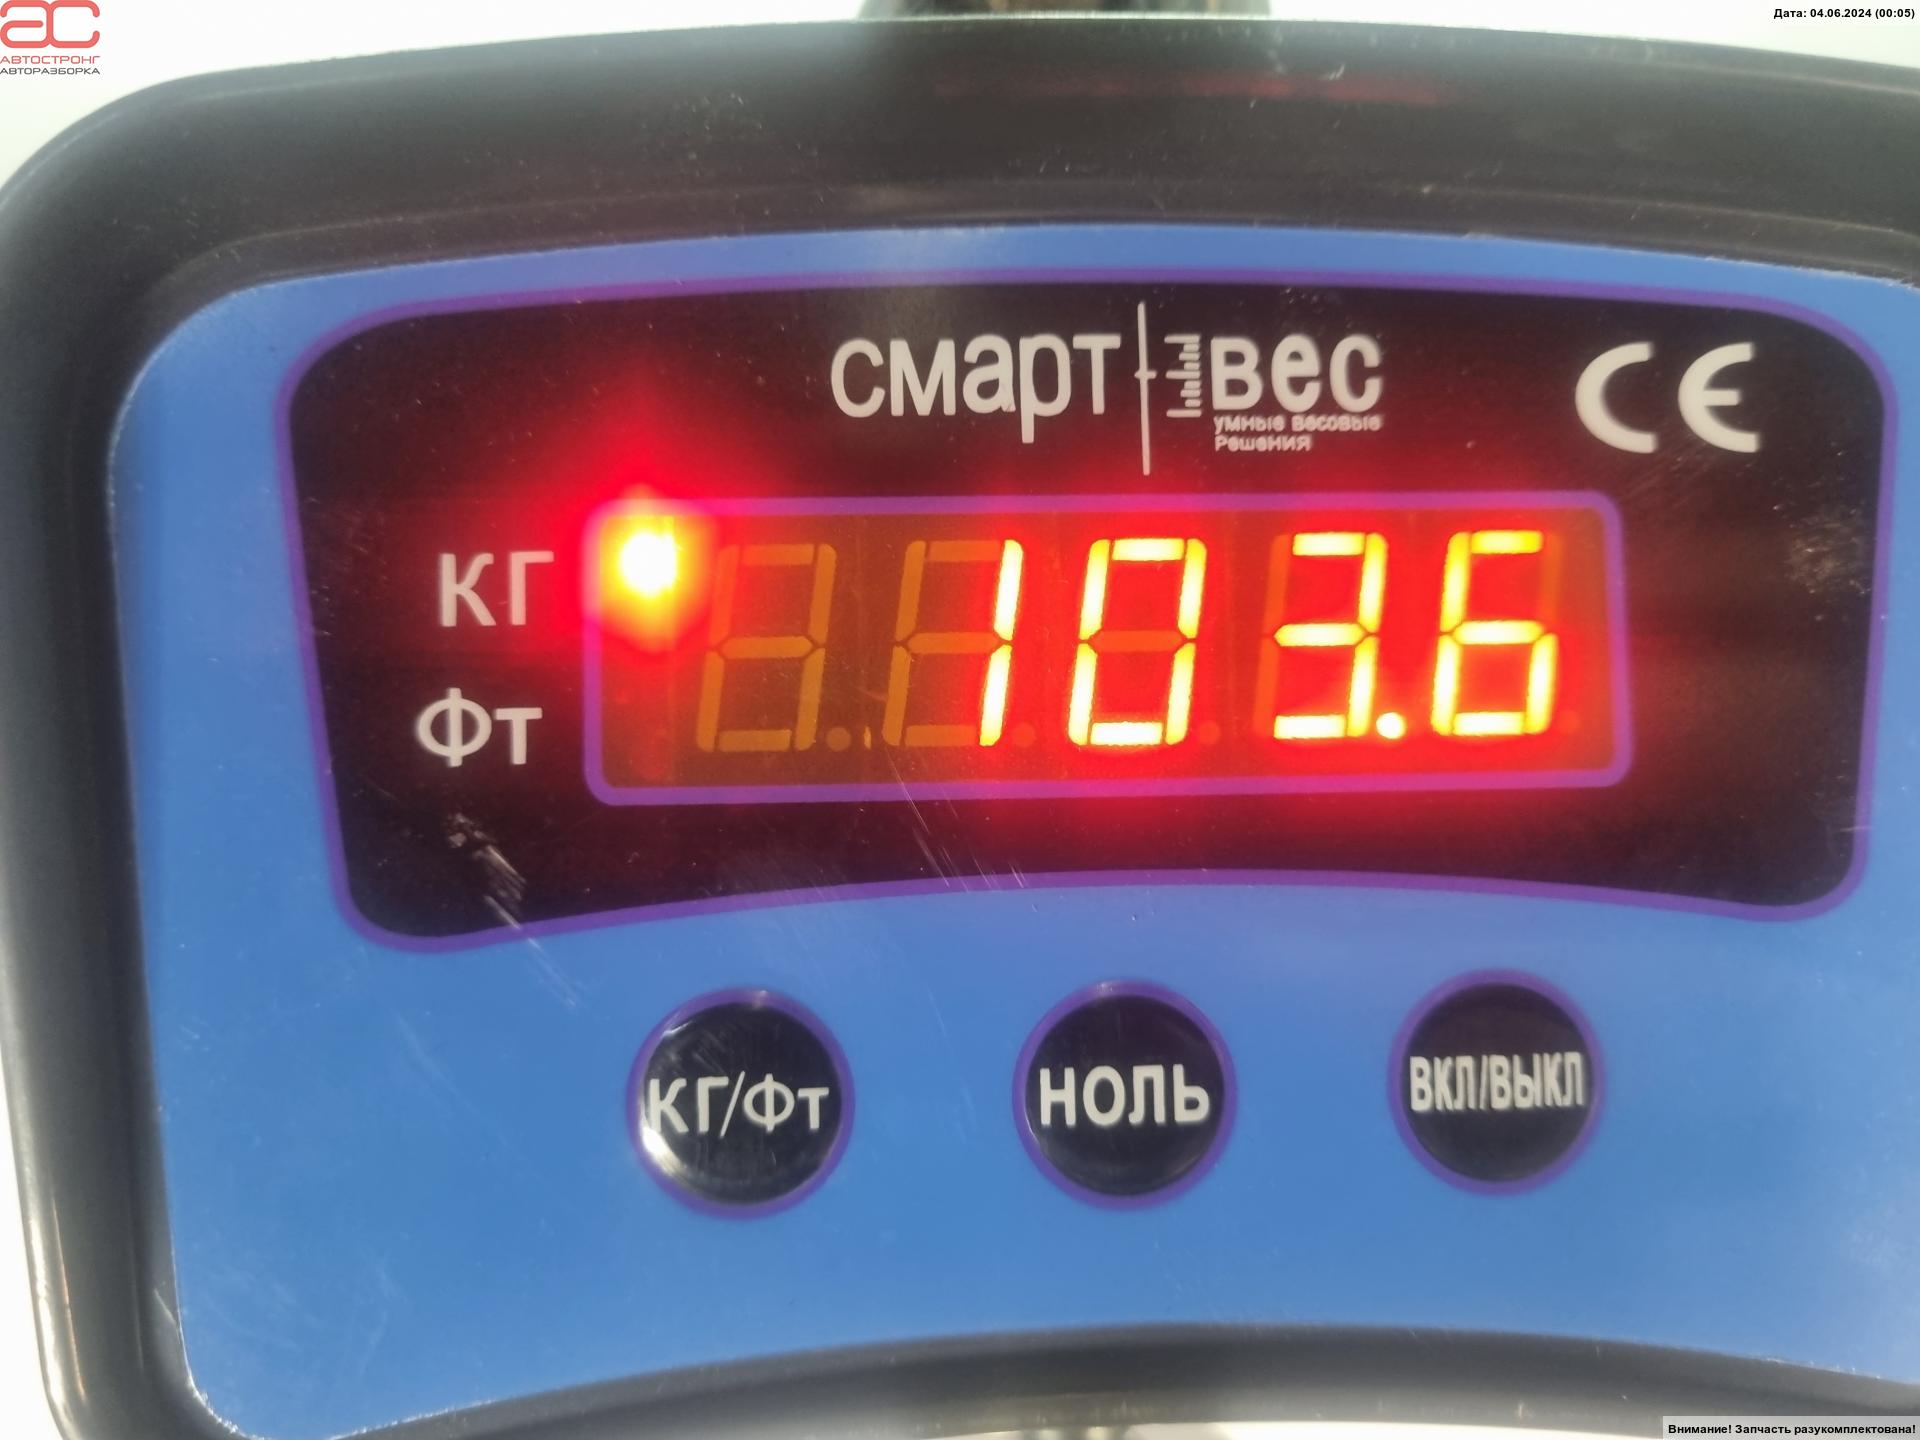 АС
АВТОСТРОНГ
АВТОРАЗБОРКА
Дата: 04.06.2024 (00:05)
смарт вес
умные весовые
решения
CE
КГ
103.6
Фт
КГ/Фт
НОЛЬ
ВКЛ/ВЫКЛ
Внимание! Запчасть разукомплектована!